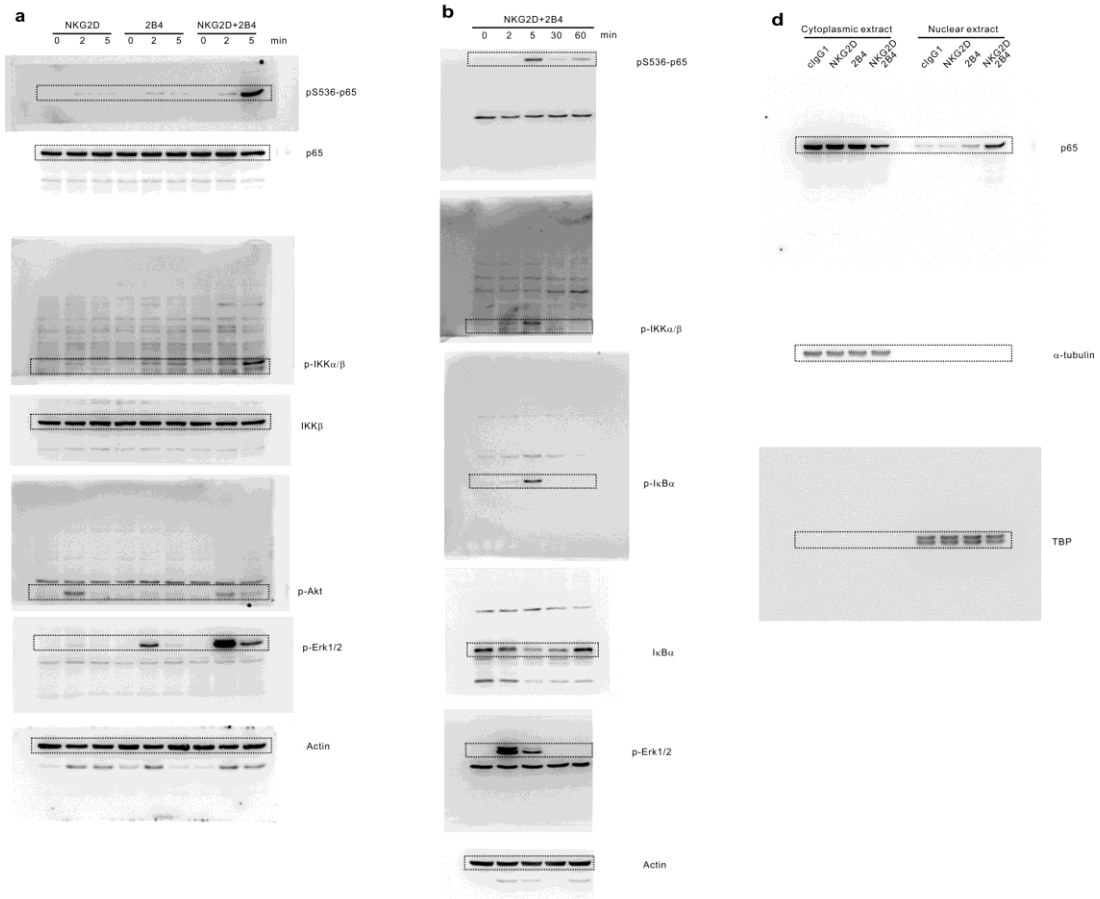 a
NKG2D 2B4 NKG2D+2B4
0 2 5 0 2 5 0 2 5 min
pS536-p65
p65
p-IKKα/β
IKKβ
p-Akt
p-Erk1/2
Actin
b
NKG2D+2B4
0 2 5 30 60 min
pS536-p65
p-IKKα/β
p-IκBα
IκBα
p-Erk1/2
Actin
d
Cytoplasmic extract Nuclear extract
cIgG1 NKG2D 2B4 NKG2D 2B4 cIgG1 NKG2D 2B4 NKG2D 2B4
p65
α-tubulin
TBP